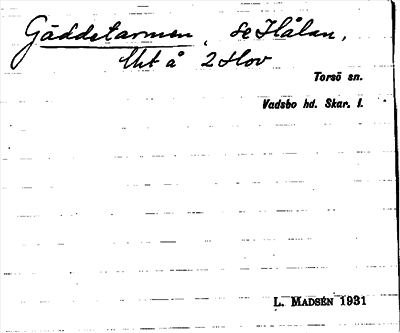 Gäddetarmen, se Hålan,
Utt å 2 Hov
Torsö sn.
Vadsbo hd. Skar. l.
L. MADSÉN 1931